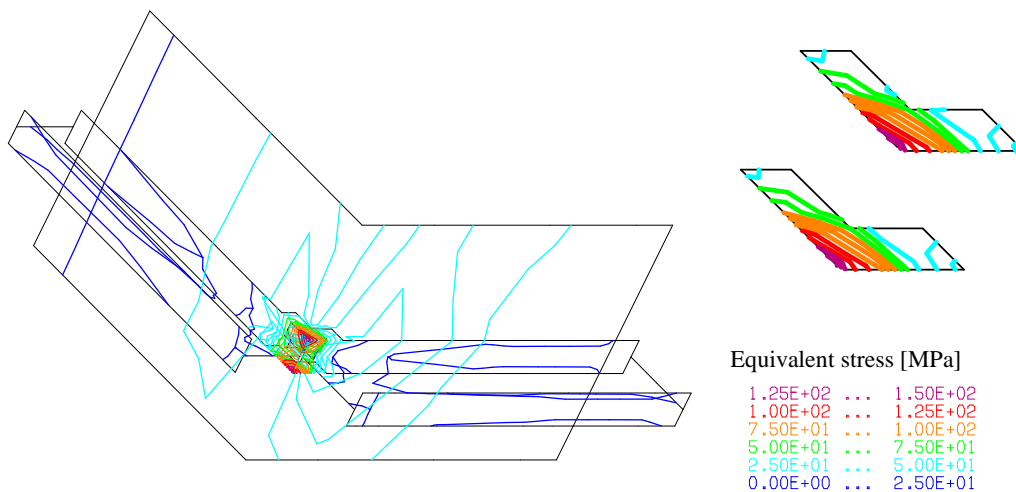 Equivalent stress [MPa]
1.25E+02 ... 1.50E+02
1.00E+02 ... 1.25E+02
7.50E+01 ... 1.00E+02
5.00E+01 ... 7.50E+01
2.50E+01 ... 5.00E+01
0.00E+00 ... 2.50E+01